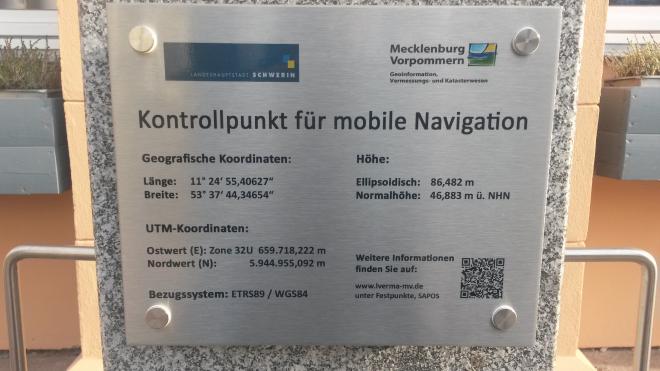 LANDESHAUPTSTADT SCHWERIN
Mecklenburg
Vorpommern
Geoinformation,
Vermessungs- und Katasterwesen
Kontrollpunkt für mobile Navigation
Geografische Koordinaten:
Länge: 11° 24' 55,40627"
Breite: 53° 37' 44,34654"
Höhe:
Ellipsoidisch: 86,482 m
Normalhöhe: 46,883 m ü. NHN
UTM-Koordinaten:
Ostwert (E): Zone 32U 659.718,222 m
Nordwert (N): 5.944.955,092 m
Bezugssystem: ETRS89 / WGS84
Weitere Informationen
finden Sie auf:
www.lverma-mv.de
unter Festpunkte, SAPOS